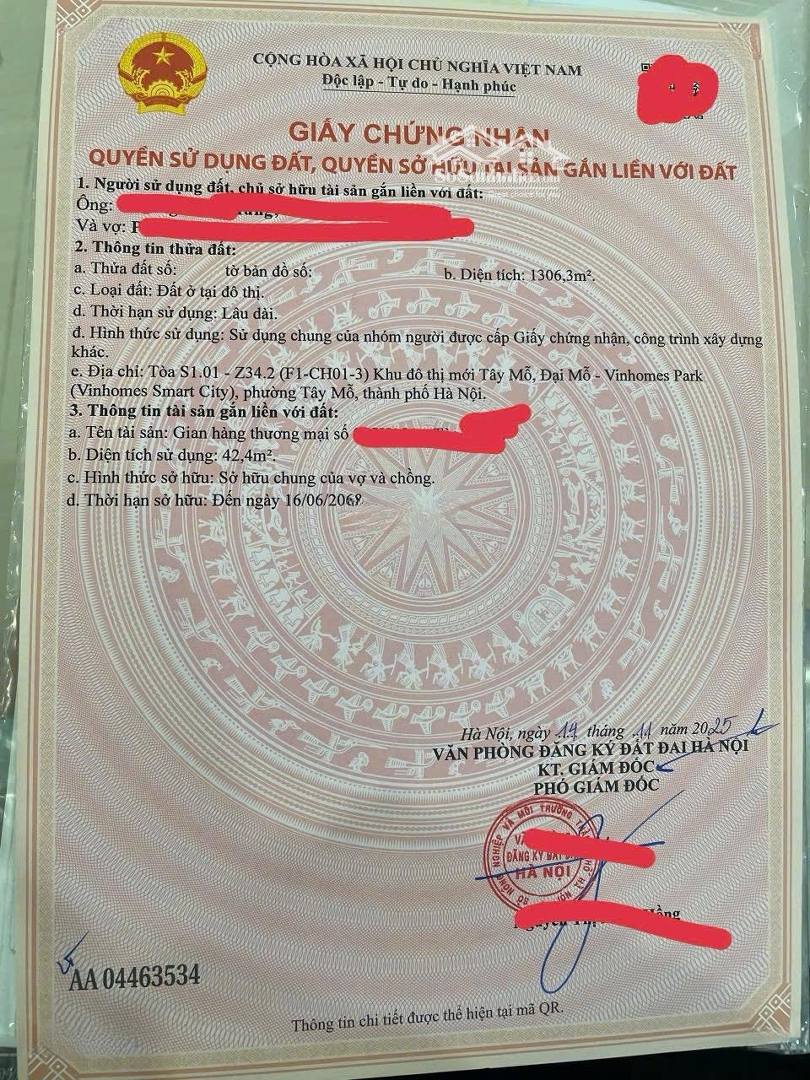 CỘNG HÒA XÃ HỘI CHỦ NGHĨA VIỆT NAM
Độc lập - Tự do - Hạnh phúc
GIẤY CHỨNG NHẬN
QUYỀN SỬ DỤNG ĐẤT, QUYỀN SỞ HỮU TÀI SẢN GẮN LIỀN VỚI ĐẤT
1. Người sử dụng đất, chủ sở hữu tài sản gắn liền với đất:
Ông:
Và vợ:
2. Thông tin thửa đất:
a. Thửa đất số: tờ bản đồ số: b. Diện tích: 1306,3m².
c. Loại đất: Đất ở tại đô thị.
d. Thời hạn sử dụng: Lâu dài.
đ. Hình thức sử dụng: Sử dụng chung của nhóm người được cấp Giấy chứng nhận, công trình xây dựng
khác.
e. Địa chỉ: Tòa S1.01 - Z34.2 (F1-CH01-3) Khu đô thị mới Tây Mỗ, Đại Mỗ - Vinhomes Park
(Vinhomes Smart City), phường Tây Mỗ, thành phố Hà Nội.
3. Thông tin tài sản gắn liền với đất:
a. Tên tài sản: Gian hàng thương mại số
b. Diện tích sử dụng: 42,4m².
c. Hình thức sở hữu: Sở hữu chung của vợ và chồng.
d. Thời hạn sở hữu: Đến ngày 16/06/2068
Hà Nội, ngày 19 tháng 11 năm 2025
VĂN PHÒNG ĐĂNG KÝ ĐẤT ĐAI HÀ NỘI
KT. GIÁM ĐỐC
PHÓ GIÁM ĐỐC
ĐĂNG KÝ ĐẤT
HÀ NỘI
AA 04463534
Thông tin chi tiết được thể hiện tại mã QR.